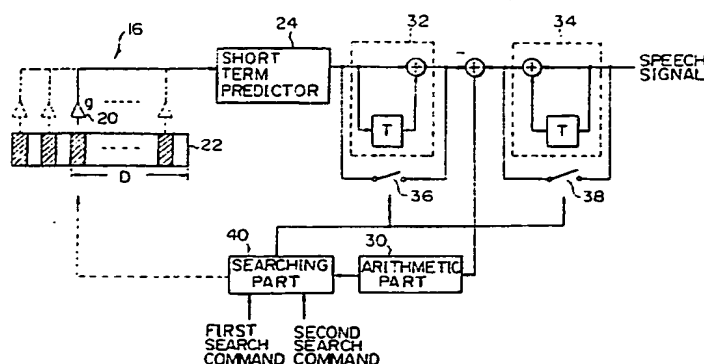 16
24
32
34
SHORT
TERM
PREDICTOR
+
−
+
+
SPEECH
SIGNAL
g
20
22
T
T
D
36
38
40
30
SEARCHING
PART
ARITHMETIC
PART
FIRST
SEARCH
COMMAND
SECOND
SEARCH
COMMAND